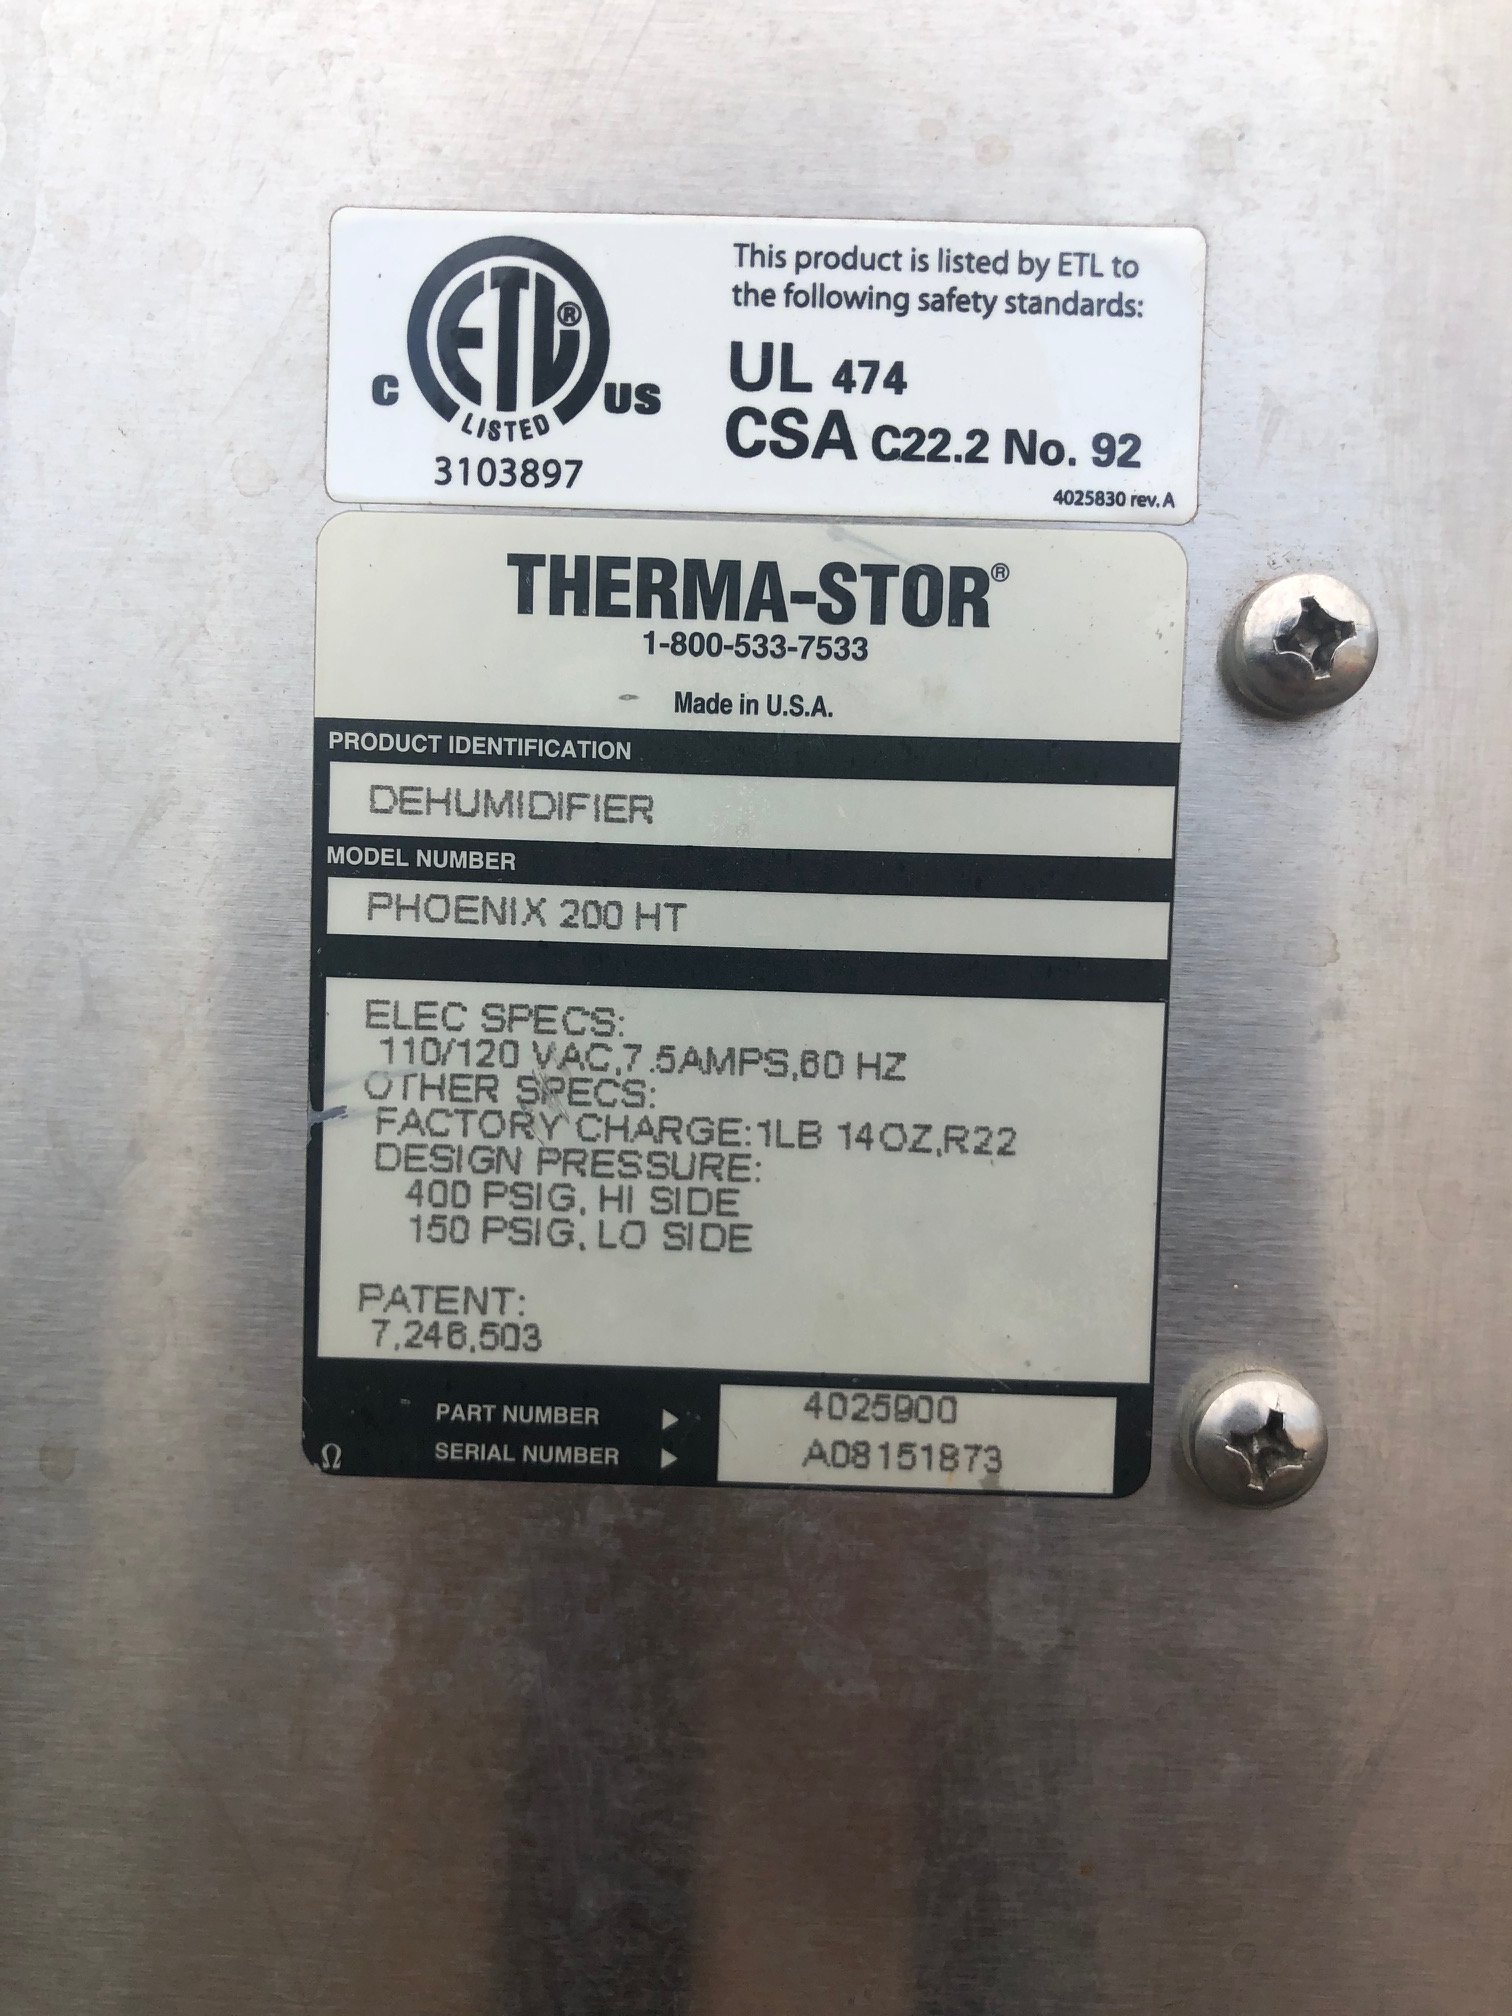 ETL®
C
US
LISTED
3103897
This product is listed by ETL to
the following safety standards:
UL 474
CSA C22.2 No. 92
4025830 rev. A
THERMA-STOR®
1-800-533-7533
Made in U.S.A.
PRODUCT IDENTIFICATION
DEHUMIDIFIER
MODEL NUMBER
PHOENIX 200 HT
ELEC SPECS:
110/120 VAC,7.5AMPS,60 HZ
OTHER SPECS:
FACTORY CHARGE:1LB 14OZ,R22
DESIGN PRESSURE:
400 PSIG, HI SIDE
150 PSIG, LO SIDE
PATENT:
7,246,503
PART NUMBER ▶ 4025900
Ω SERIAL NUMBER ▶ A08151873